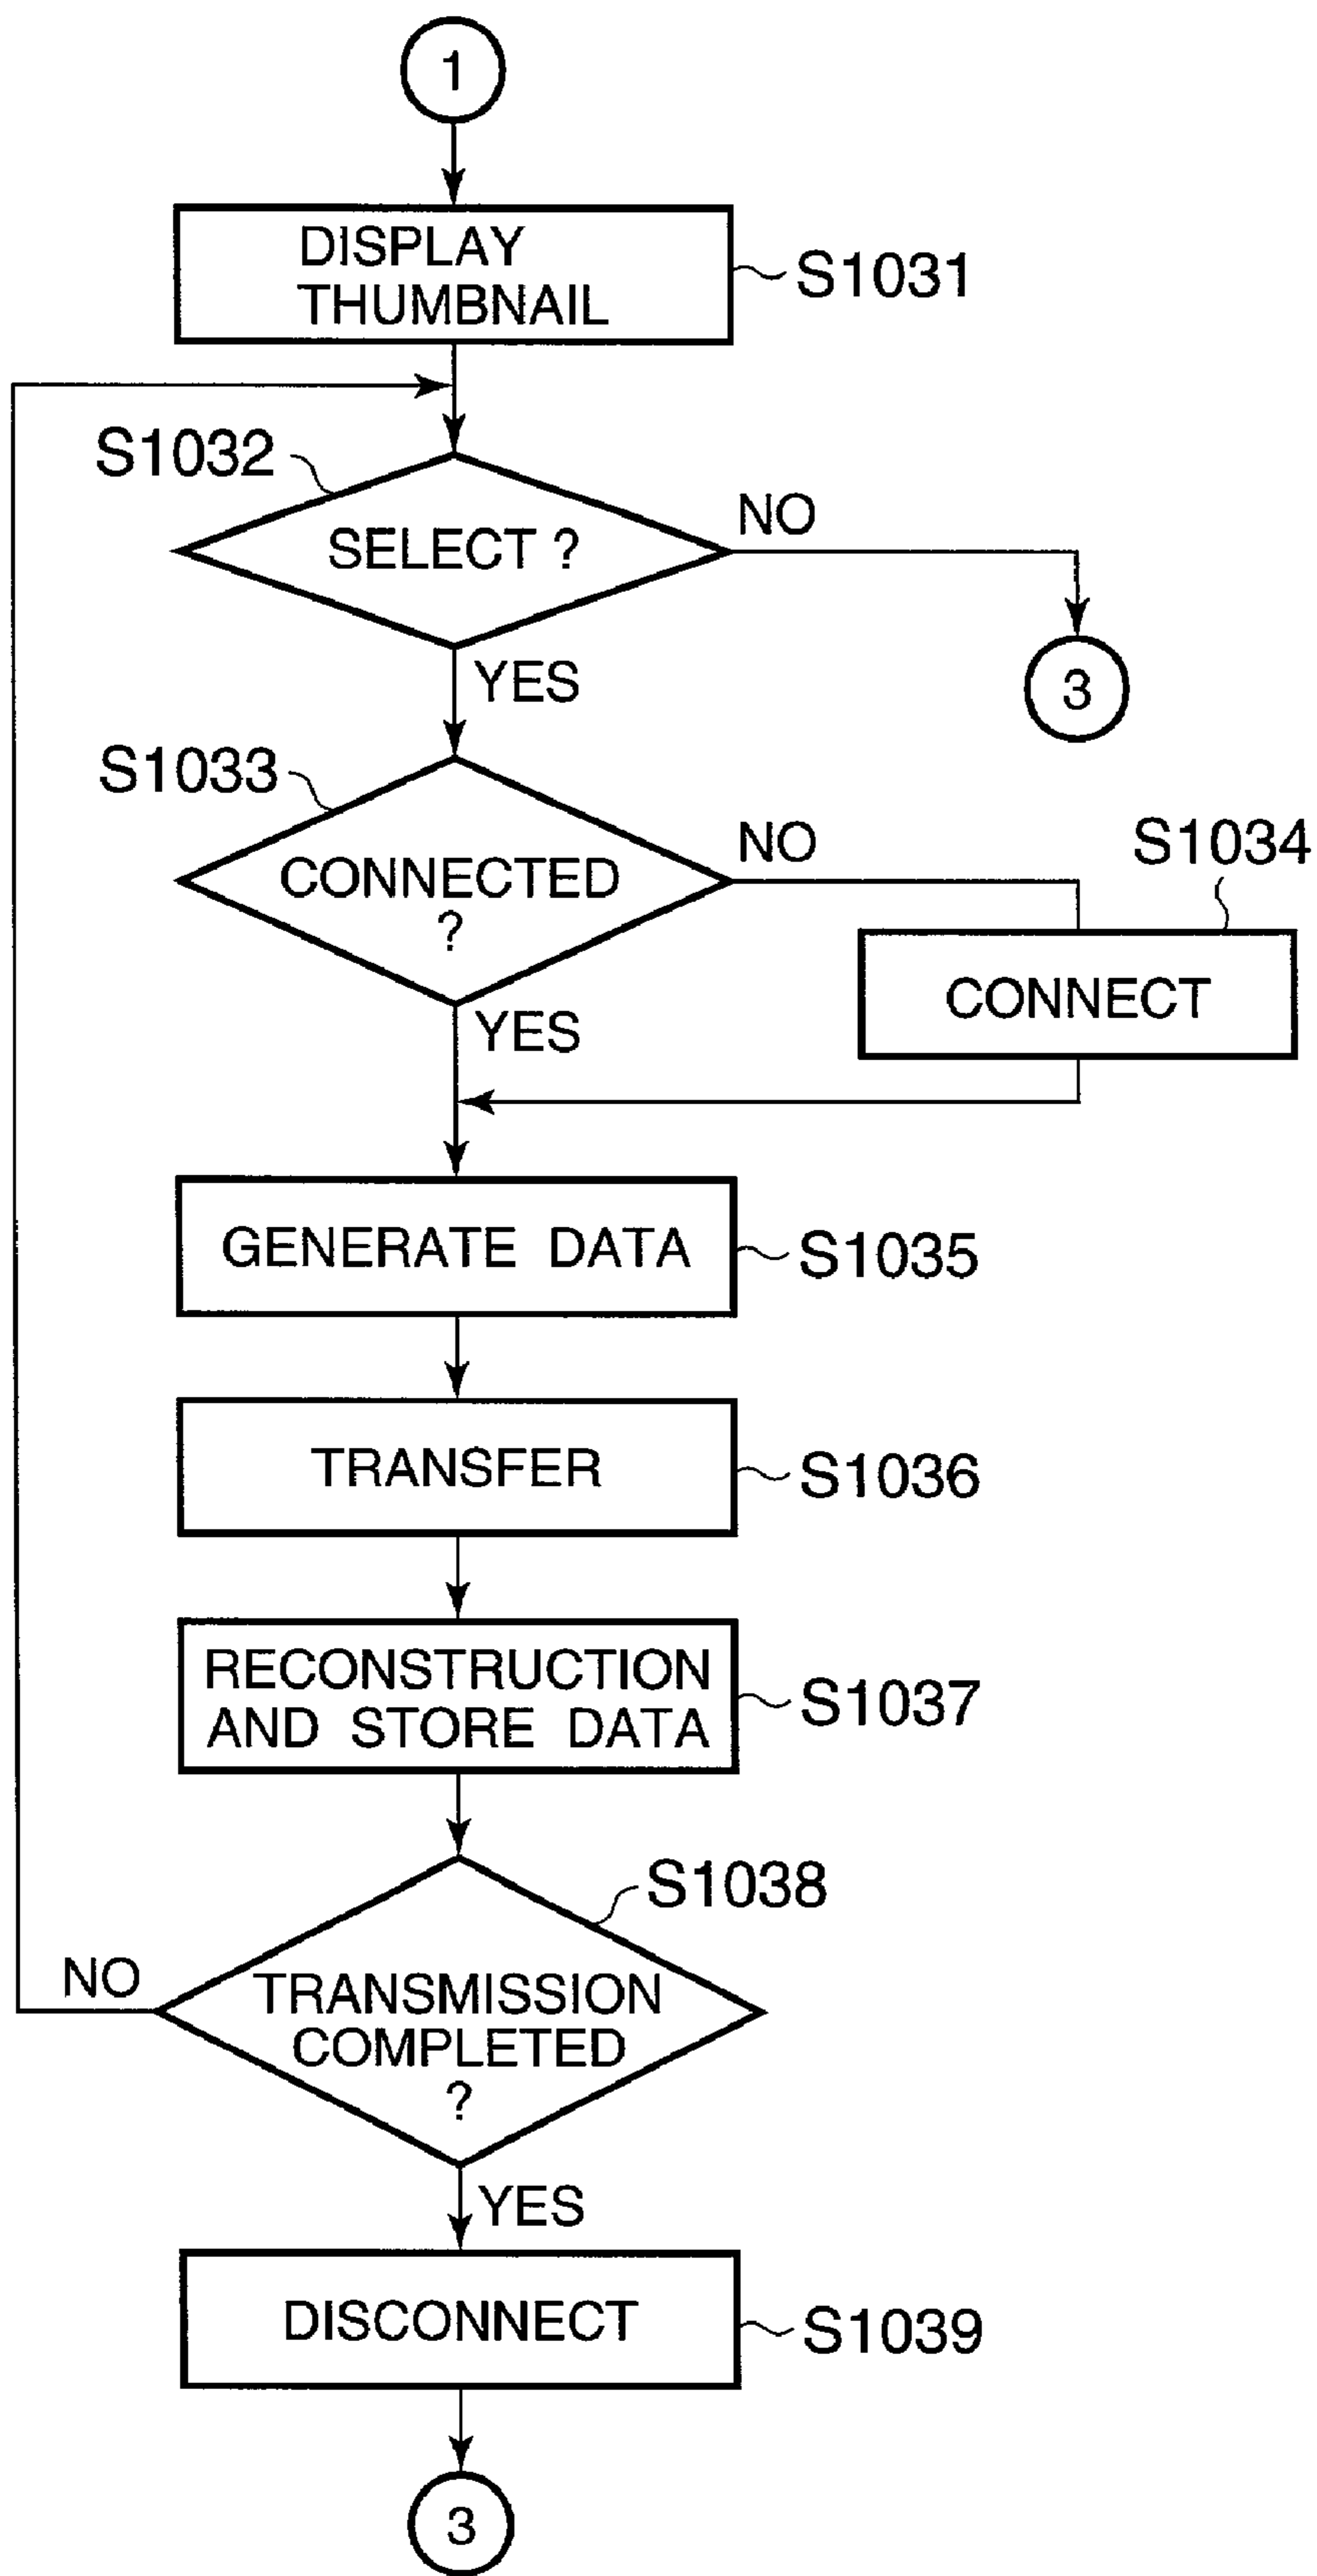 1
DISPLAY
THUMBNAIL
S1031
S1032
SELECT ?
NO
YES
3
S1033
CONNECTED
?
NO
S1034
CONNECT
YES
GENERATE DATA
S1035
TRANSFER
S1036
RECONSTRUCTION
AND STORE DATA
S1037
S1038
NO
TRANSMISSION
COMPLETED
?
YES
DISCONNECT
S1039
3